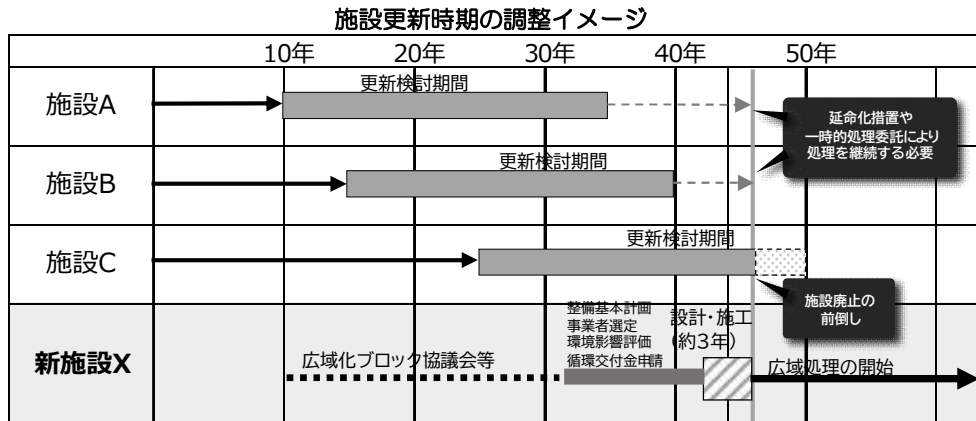 施設更新時期の調整イメージ
10年 20年 30年 40年 50年
施設A
更新検討期間
延命化措置や
一時的処理委託により
処理を継続する必要
施設B
更新検討期間
施設C
更新検討期間
施設廃止の
前倒し
新施設X
広域化ブロック協議会等
整備基本計画
事業者選定
環境影響評価
循環交付金申請
設計・施工
(約3年)
広域処理の開始